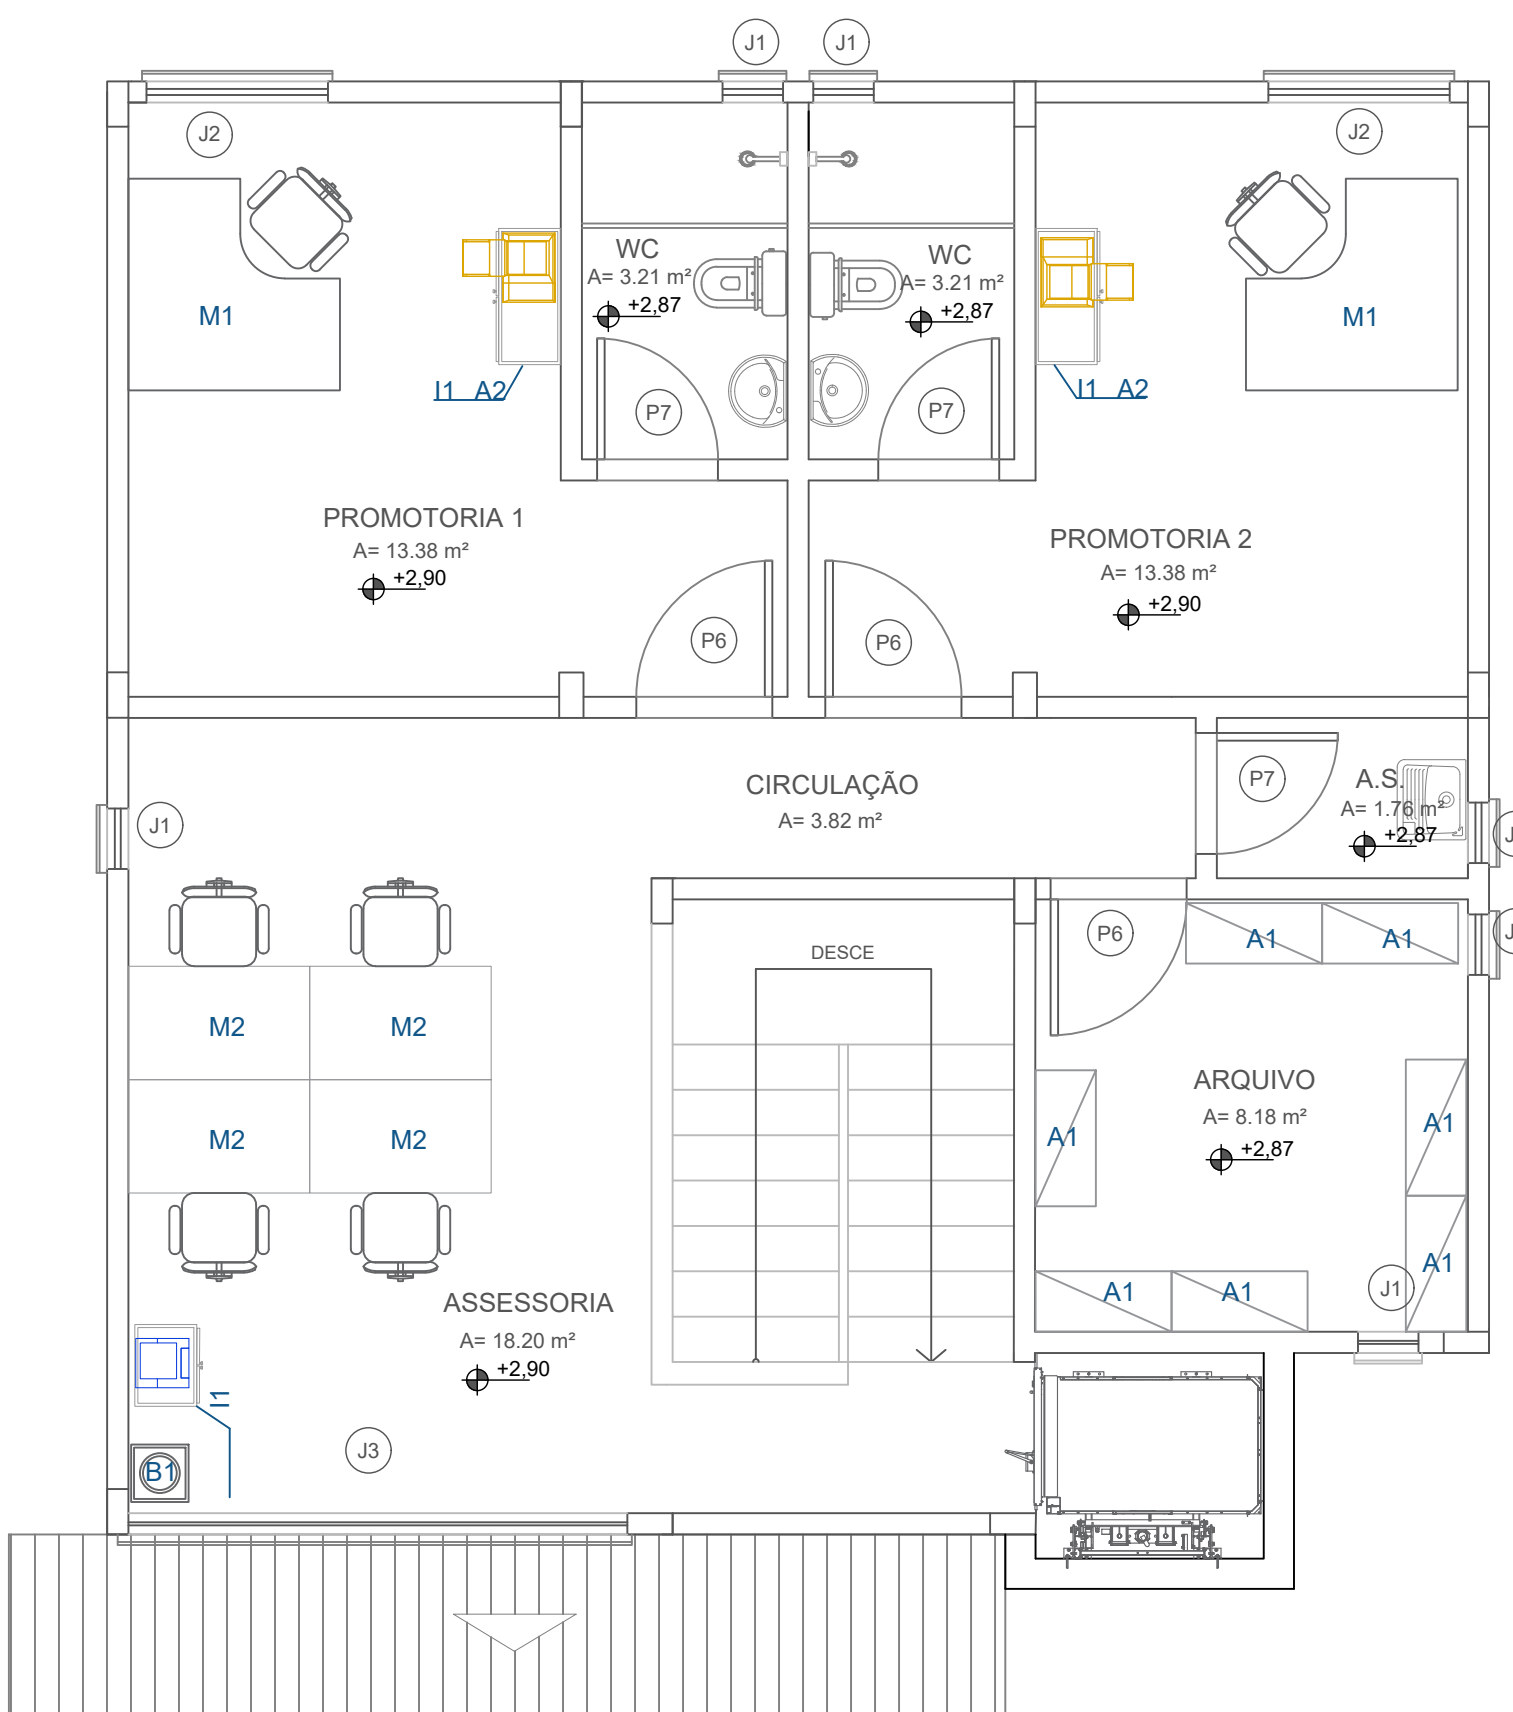 J1
J1
J2
J2
WC
A= 3.21 m²
+2,87
WC
A= 3.21 m²
+2,87
M1
M1
I1 A2
I1 A2
P7
P7
PROMOTORIA 1
A= 13.38 m²
+2,90
PROMOTORIA 2
A= 13.38 m²
+2,90
P6
P6
CIRCULAÇÃO
A= 3.82 m²
P7
A.S.
A= 1.76 m²
+2,87
J1
J
P6
A1
A1
J
DESCE
M2
M2
M2
M2
ARQUIVO
A= 8.18 m²
+2,87
A1
A1
A1
A1
A1
J1
ASSESSORIA
A= 18.20 m²
+2,90
I1
J3
B1